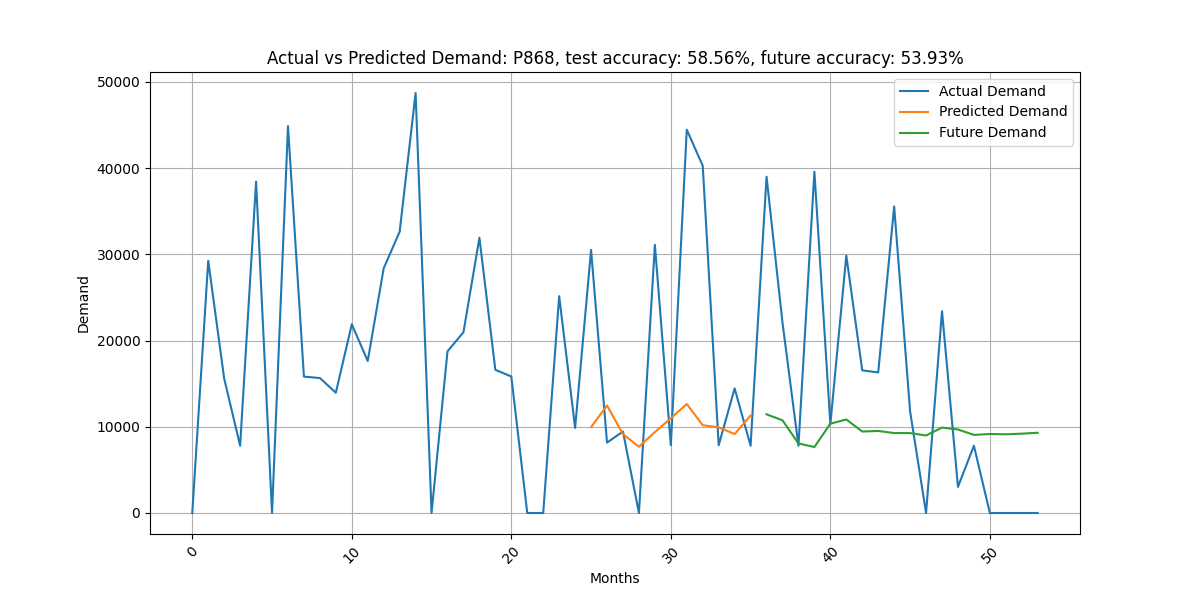 Actual vs Predicted Demand: P868, test accuracy: 58.56%, future accuracy: 53.93%
Actual Demand
Predicted Demand
Future Demand
Demand
50000
40000
30000
20000
10000
0
0
10
20
30
40
50
Months